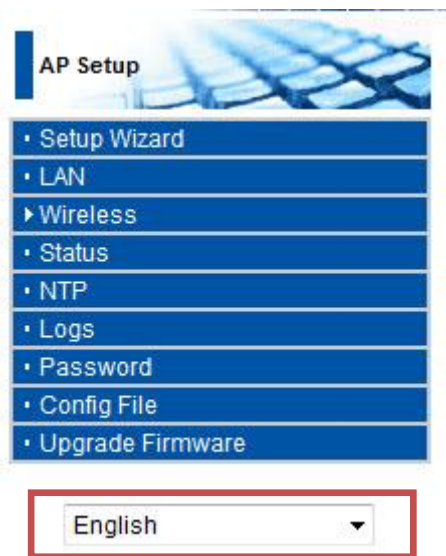 AP Setup
Setup Wizard
LAN
Wireless
Status
NTP
Logs
Password
Config File
Upgrade Firmware
English